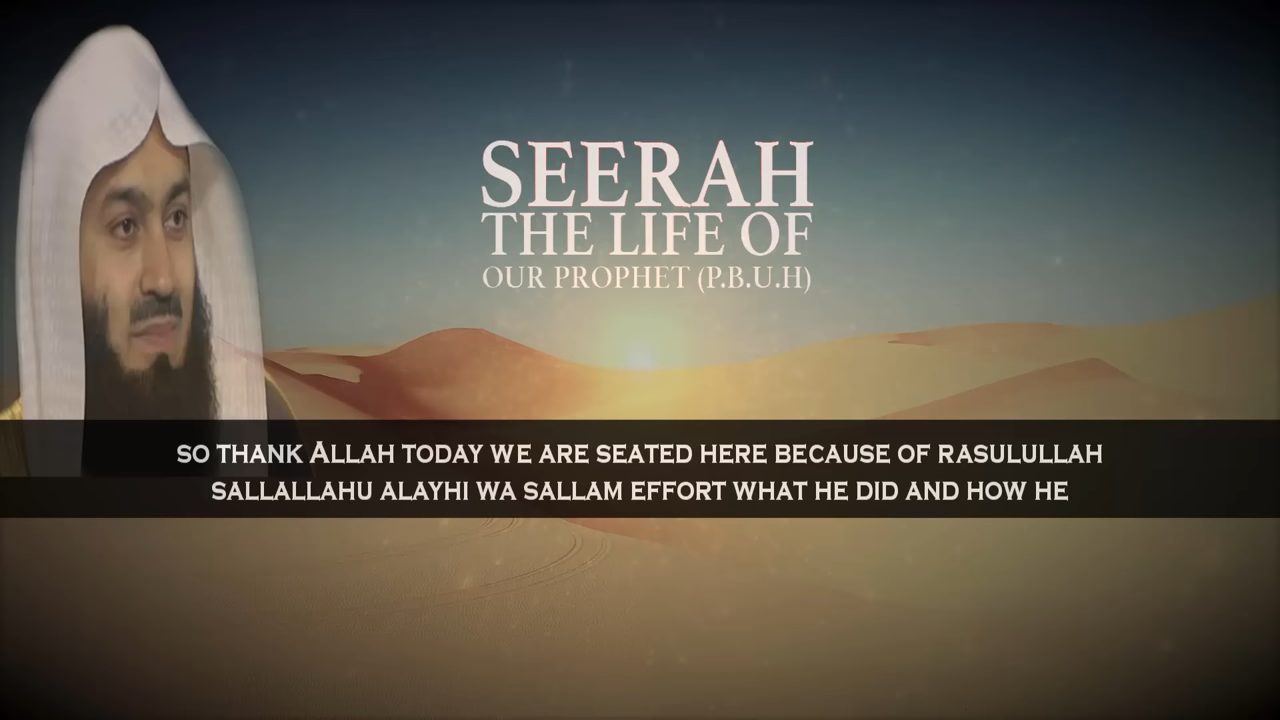 SEERAH
THE LIFE OF
OUR PROPHET (P.B.U.H)
SO THANK ALLAH TODAY WE ARE SEATED HERE BECAUSE OF RASULULLAH
SALLALLAHU ALAYHI WA SALLAM EFFORT WHAT HE DID AND HOW HE